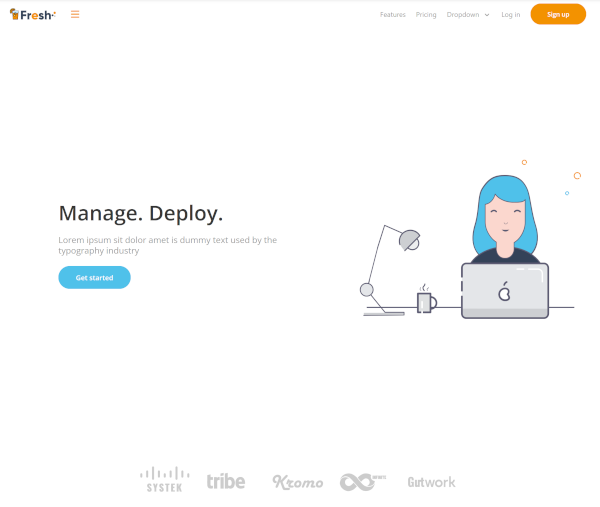 Fresh
Features Pricing Dropdown Log in Sign up
Manage. Deploy.
Lorem ipsum sit dolor amet is dummy text used by the
typography industry
Get started
SYSTEK tribe Kromo Gutwork